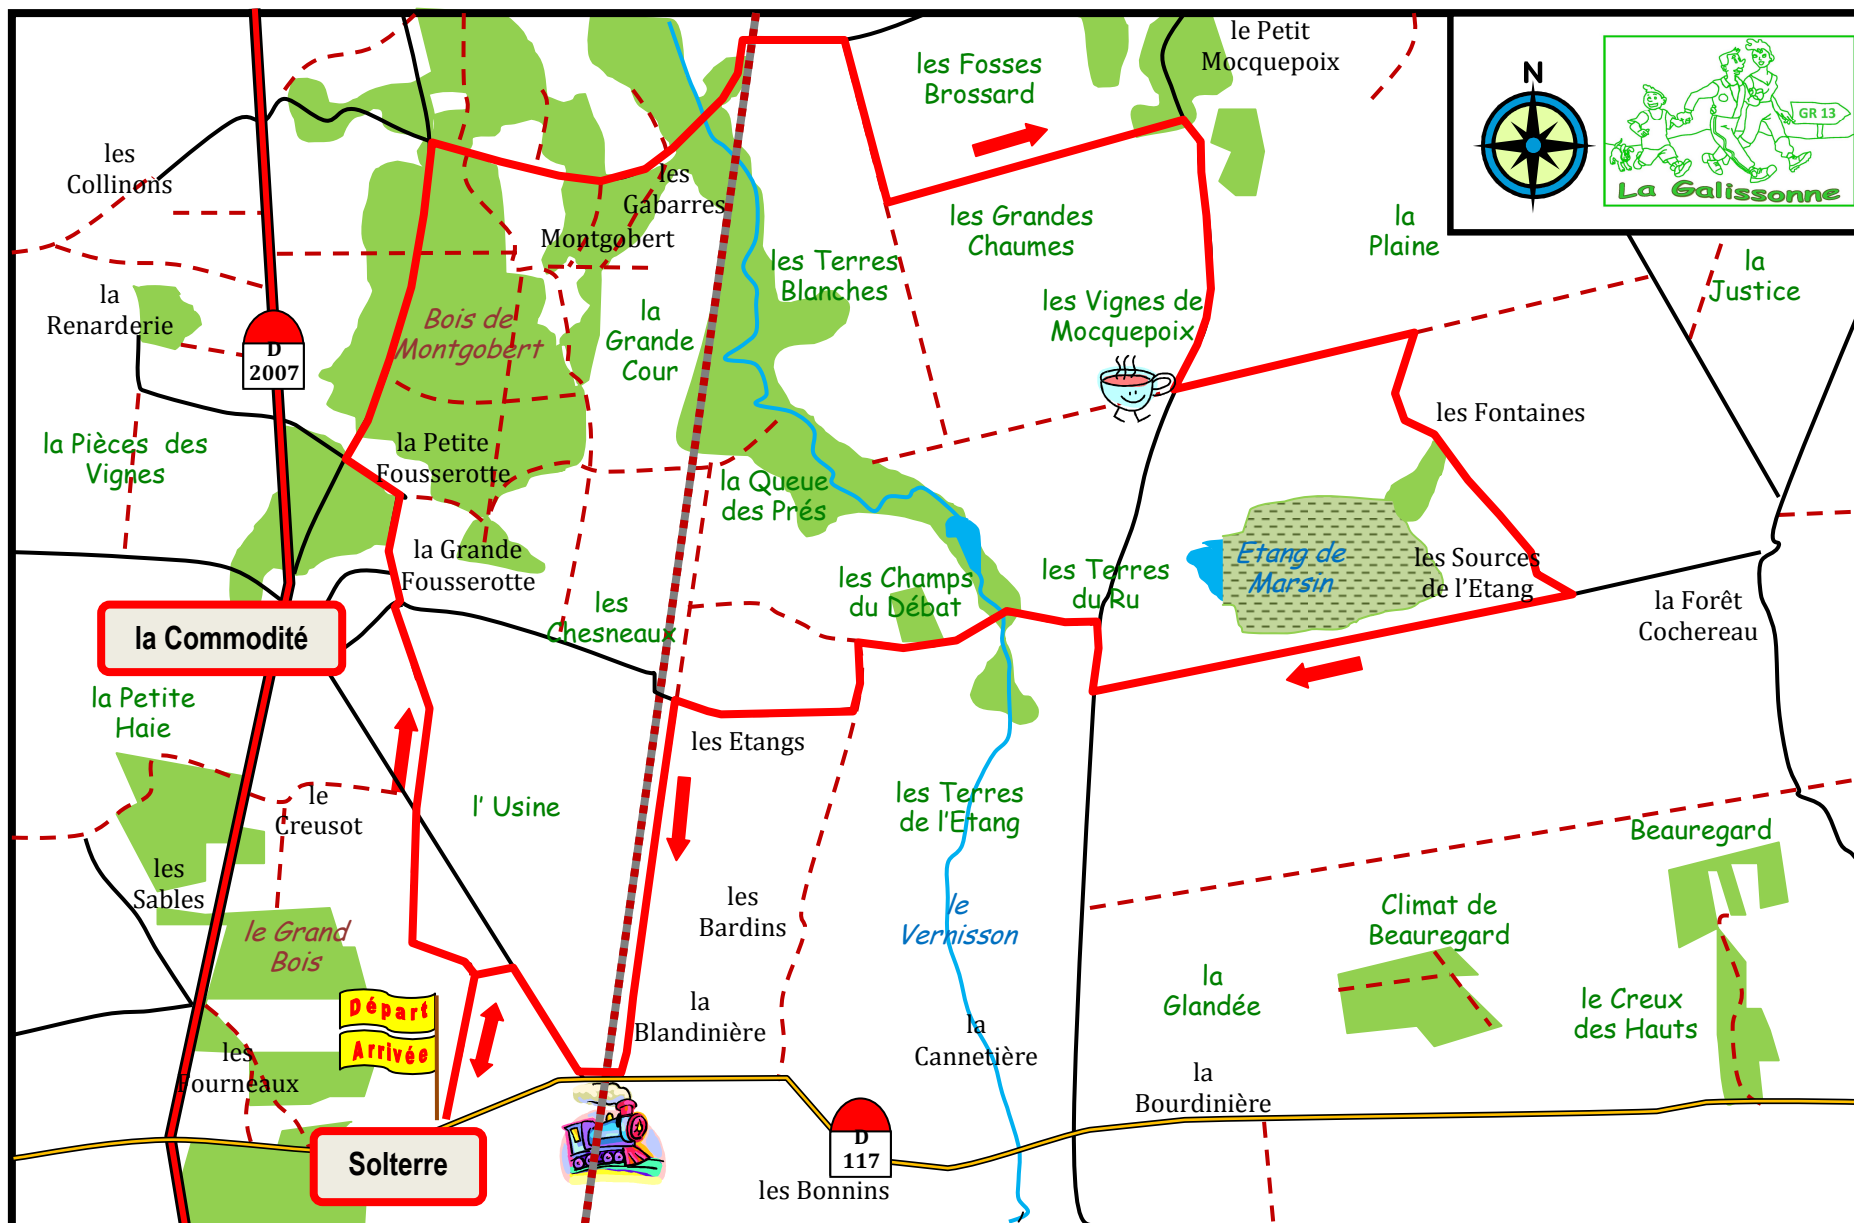 le Petit
Mocquepoix
les Fosses
Brossard
N
GR 13
La Galissonne
les
Collinons
les
Gabarres
Montgobert
les Grandes
Chaumes
la
Plaine
la
Justice
les Terres
Blanches
la
Renarderie
D
2007
Bois de
Montgobert
la
Grande
Cour
les Vignes de
Mocquepoix
les Fontaines
la Pièces des
Vignes
la Petite
Fousserotte
la Queue
des Prés
la Grande
Fousserotte
les Champs
du Débat
les Terres
du Ru
Etang de
Marsin
les Sources
de l'Etang
la Forêt
Cochereau
les
Chesneaux
la Commodité
la Petite
Haie
les Etangs
le
Creusot
l' Usine
les Terres
de l'Etang
Beauregard
les
Sables
le Grand
Bois
les
Bardins
le
Vernisson
Climat de
Beauregard
la
Glandée
le Creux
des Hauts
Départ
Arrivée
la
Blandinière
la
Cannetière
les
Fourneaux
la
Bourdinière
Solterre
D
117
les Bonnins